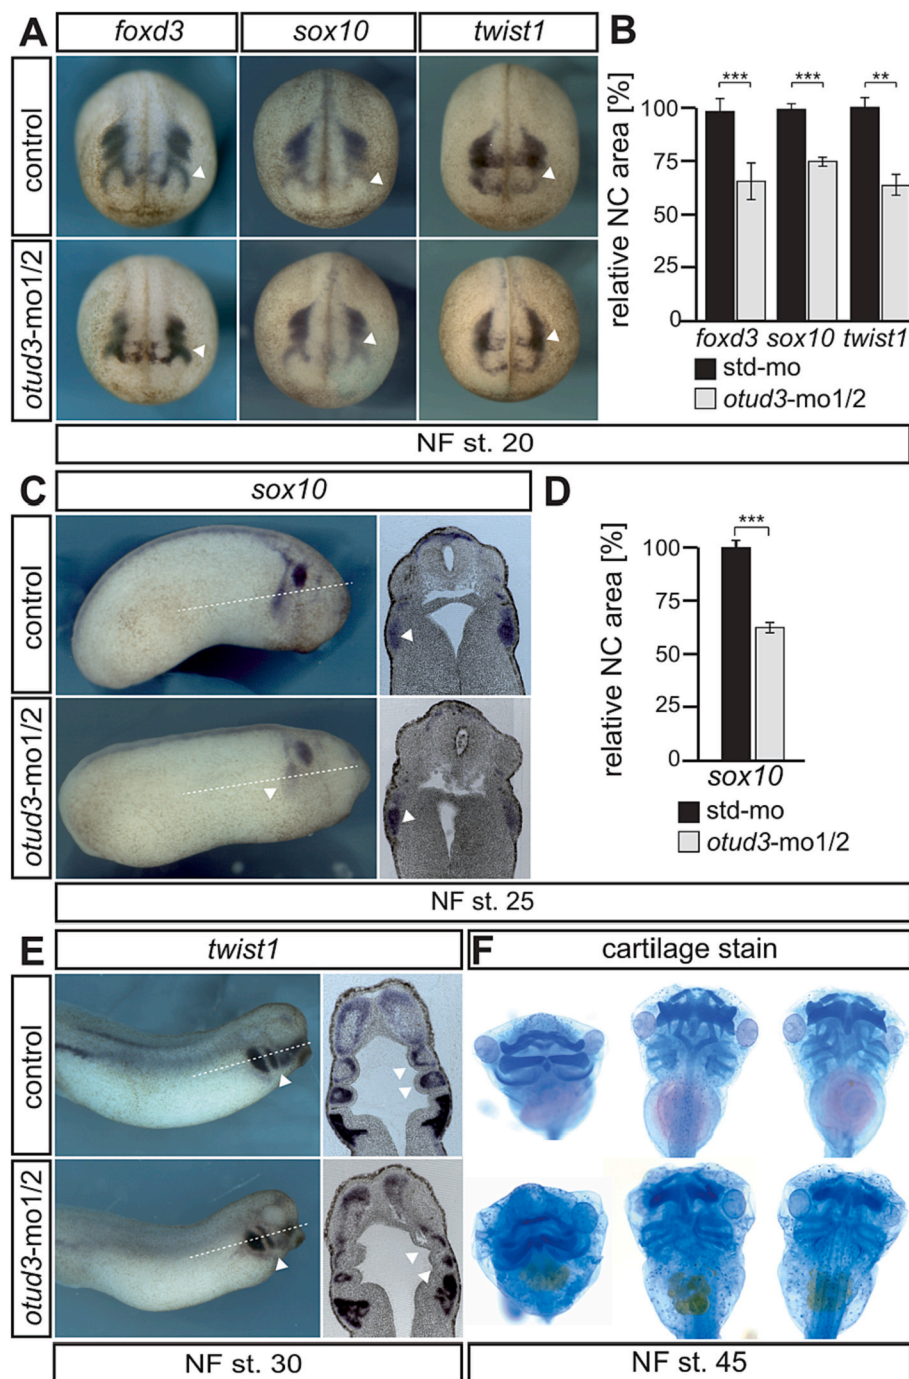 A
foxd3
sox10
twist1
control
otud3-mo1/2
NF st. 20
B
relative NC area [%]
***
***
**
100
75
50
25
0
foxd3 sox10 twist1
std-mo
otud3-mo1/2
C
sox10
control
otud3-mo1/2
NF st. 25
D
relative NC area [%]
***
100
75
50
25
0
sox10
std-mo
otud3-mo1/2
E
twist1
control
otud3-mo1/2
NF st. 30
F
cartilage stain
NF st. 45